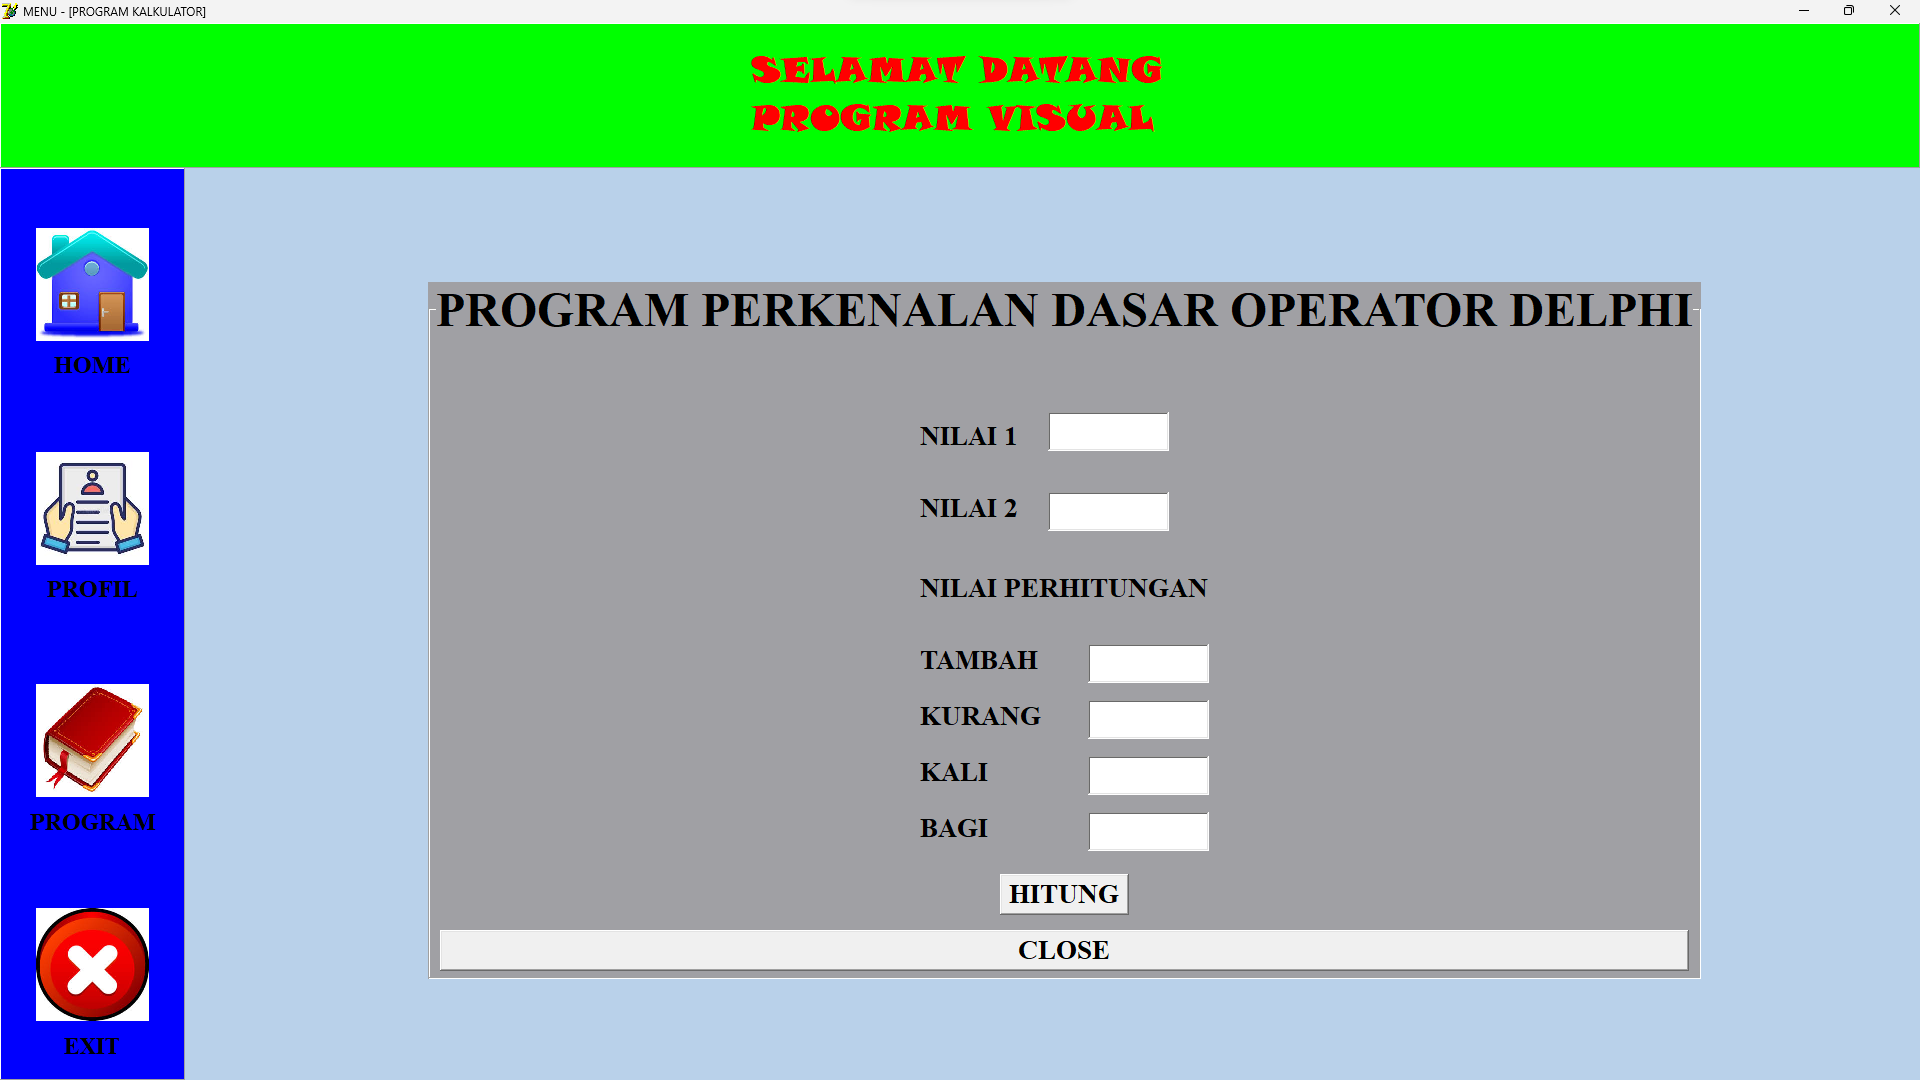 MENU - [PROGRAM KALKULATOR]
SELAMAT DATANG
PROGRAM VISUAL
HOME
PROFIL
PROGRAM
EXIT
PROGRAM PERKENALAN DASAR OPERATOR DELPHI
NILAI 1
NILAI 2
NILAI PERHITUNGAN
TAMBAH
KURANG
KALI
BAGI
HITUNG
CLOSE